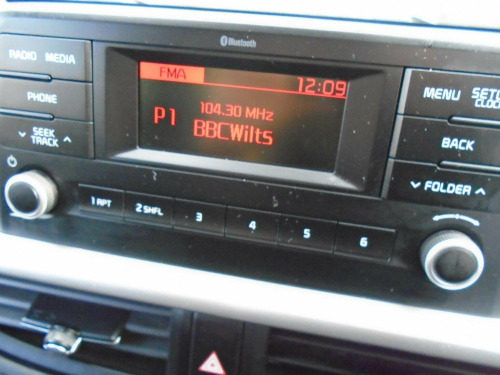 Bluetooth
RADIO MEDIA
FMA 12:09
MENU SETUP
CLOCK
PHONE
P1 104.30 MHz
BBCWilts
SEEK
TRACK
BACK
FOLDER
1 RPT 2 SHFL 3 4 5 6